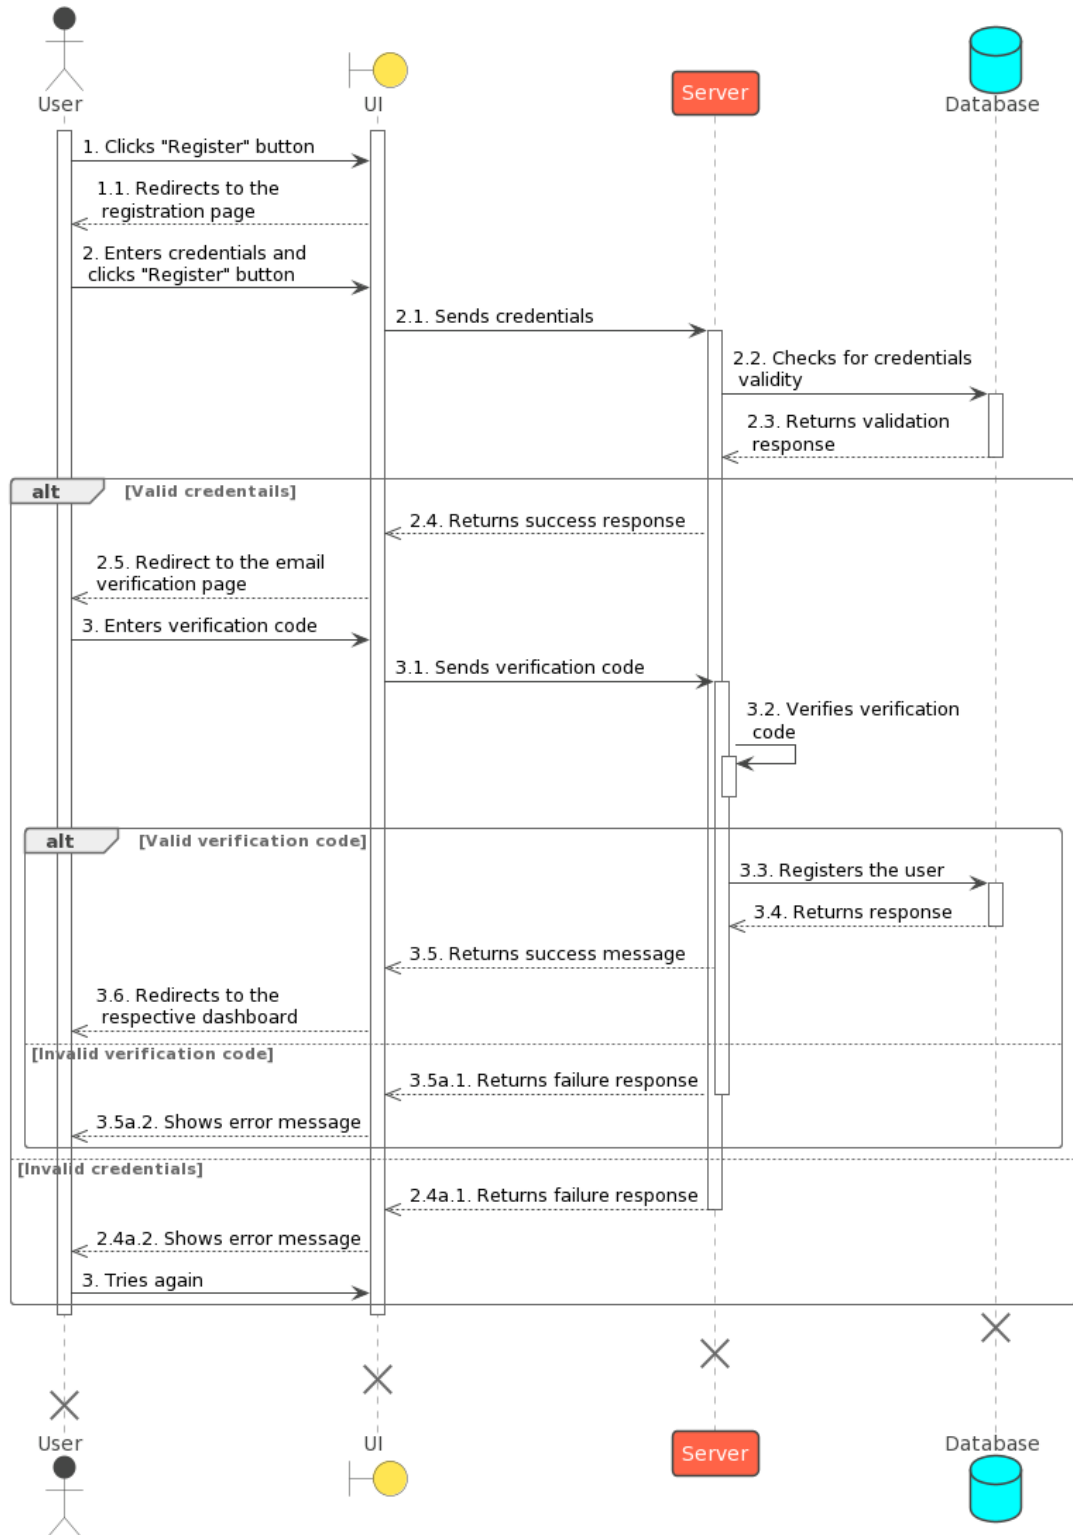 User
UI
Server
Database
1. Clicks "Register" button
1.1. Redirects to the
registration page
2. Enters credentials and
clicks "Register" button
2.1. Sends credentials
2.2. Checks for credentials
validity
2.3. Returns validation
response
alt
[Valid credentails]
2.4. Returns success response
2.5. Redirect to the email
verification page
3. Enters verification code
3.1. Sends verification code
3.2. Verifies verification
code
alt
[Valid verification code]
3.3. Registers the user
3.4. Returns response
3.5. Returns success message
3.6. Redirects to the
respective dashboard
[Invalid verification code]
3.5a.1. Returns failure response
3.5a.2. Shows error message
[Invalid credentials]
2.4a.1. Returns failure response
2.4a.2. Shows error message
3. Tries again
User
UI
Server
Database